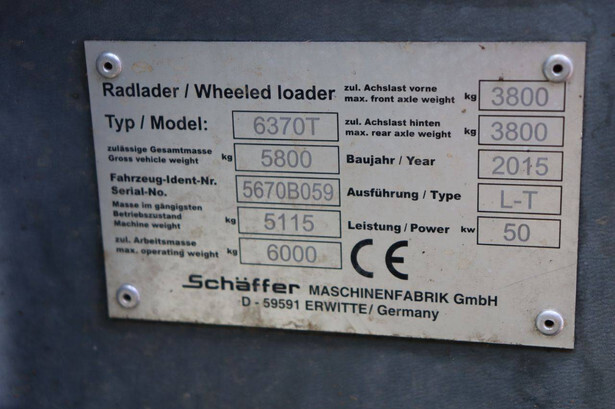 Radlader / Wheeled loader
Typ / Model: 6370T
zulässige Gesamtmasse
Gross vehicle weight kg 5800
Fahrzeug-Ident-Nr.
Serial-No. 5670B059
Masse im gängigsten
Betriebszustand
Machine weight kg 5115
zul. Arbeitsmasse
max. operating weight kg 6000
zul. Achslast vorne
max. front axle weight kg 3800
zul. Achslast hinten
max. rear axle weight kg 3800
Baujahr / Year 2015
Ausführung / Type L-T
Leistung / Power kw 50
CE
Schäffer MASCHINENFABRIK GmbH
D - 59591 ERWITTE / Germany